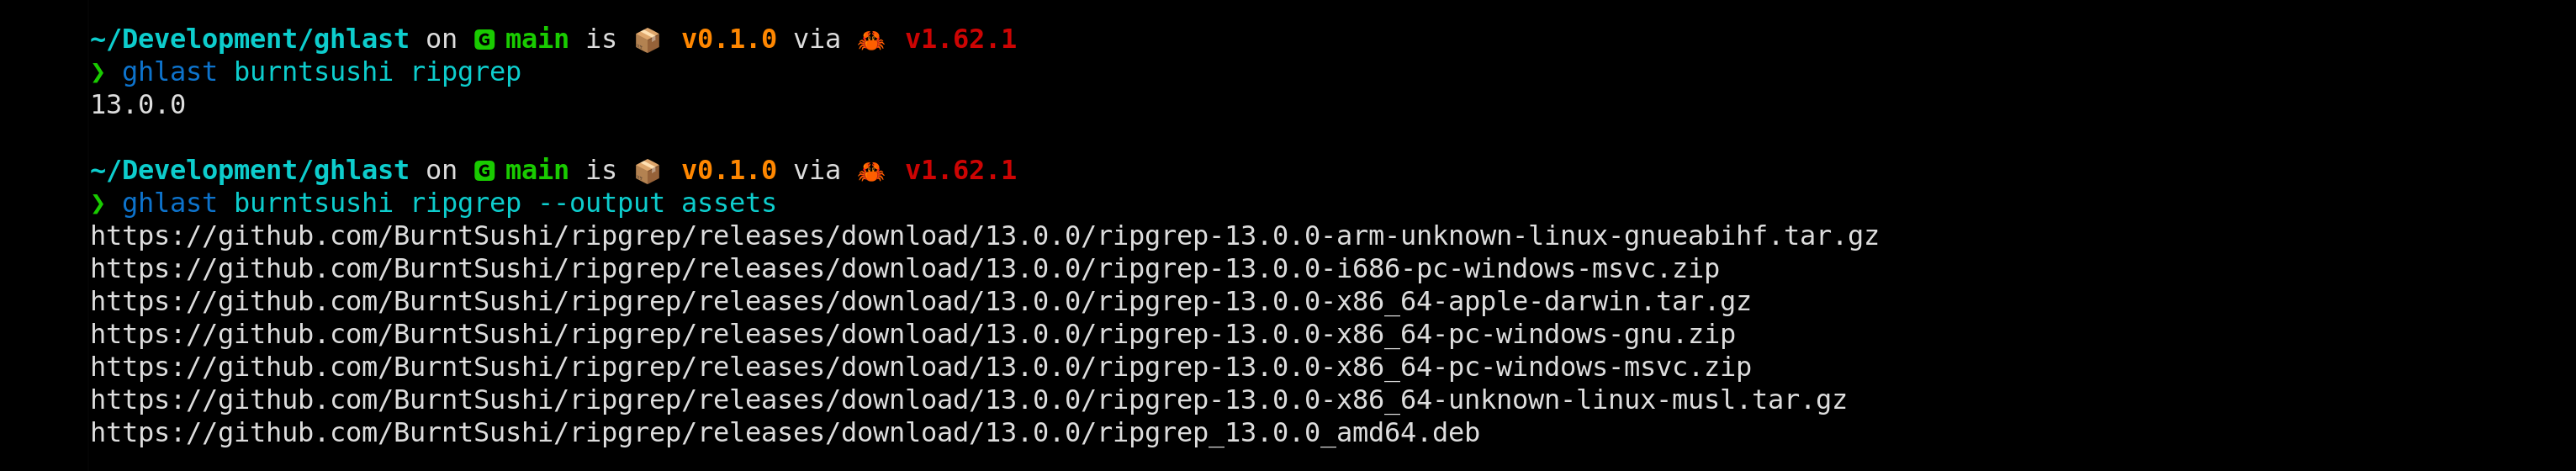 ~/Development/ghlast on G main is 📦 v0.1.0 via 🦀 v1.62.1
❯ ghlast burntsushi ripgrep
13.0.0
~/Development/ghlast on G main is 📦 v0.1.0 via 🦀 v1.62.1
❯ ghlast burntsushi ripgrep --output assets
https://github.com/BurntSushi/ripgrep/releases/download/13.0.0/ripgrep-13.0.0-arm-unknown-linux-gnueabihf.tar.gz
https://github.com/BurntSushi/ripgrep/releases/download/13.0.0/ripgrep-13.0.0-i686-pc-windows-msvc.zip
https://github.com/BurntSushi/ripgrep/releases/download/13.0.0/ripgrep-13.0.0-x86_64-apple-darwin.tar.gz
https://github.com/BurntSushi/ripgrep/releases/download/13.0.0/ripgrep-13.0.0-x86_64-pc-windows-gnu.zip
https://github.com/BurntSushi/ripgrep/releases/download/13.0.0/ripgrep-13.0.0-x86_64-pc-windows-msvc.zip
https://github.com/BurntSushi/ripgrep/releases/download/13.0.0/ripgrep-13.0.0-x86_64-unknown-linux-musl.tar.gz
https://github.com/BurntSushi/ripgrep/releases/download/13.0.0/ripgrep_13.0.0_amd64.deb